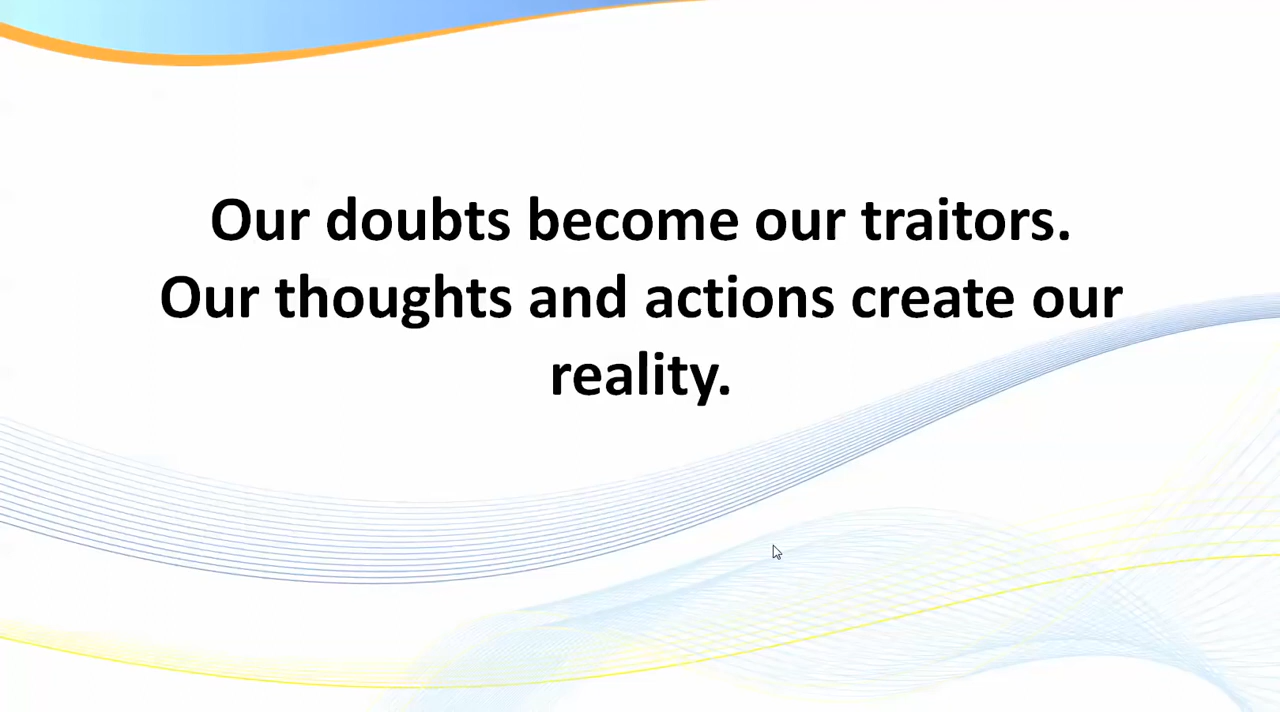 Our doubts become our traitors.
Our thoughts and actions create our
reality.